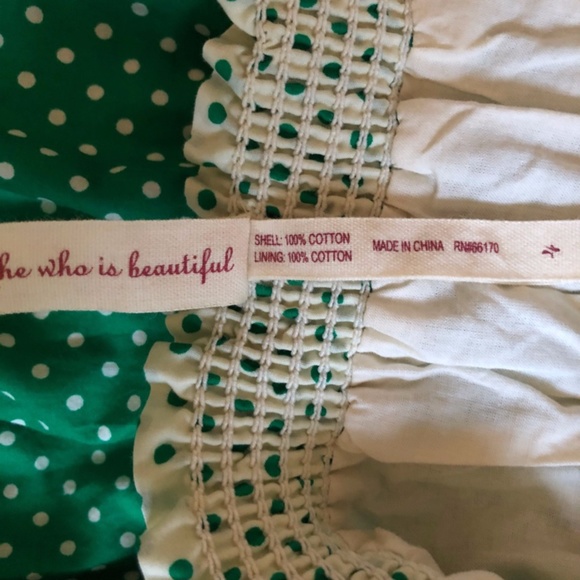 he who is beautiful
SHELL: 100% COTTON
LINING: 100% COTTON
MADE IN CHINA RN#66170
4